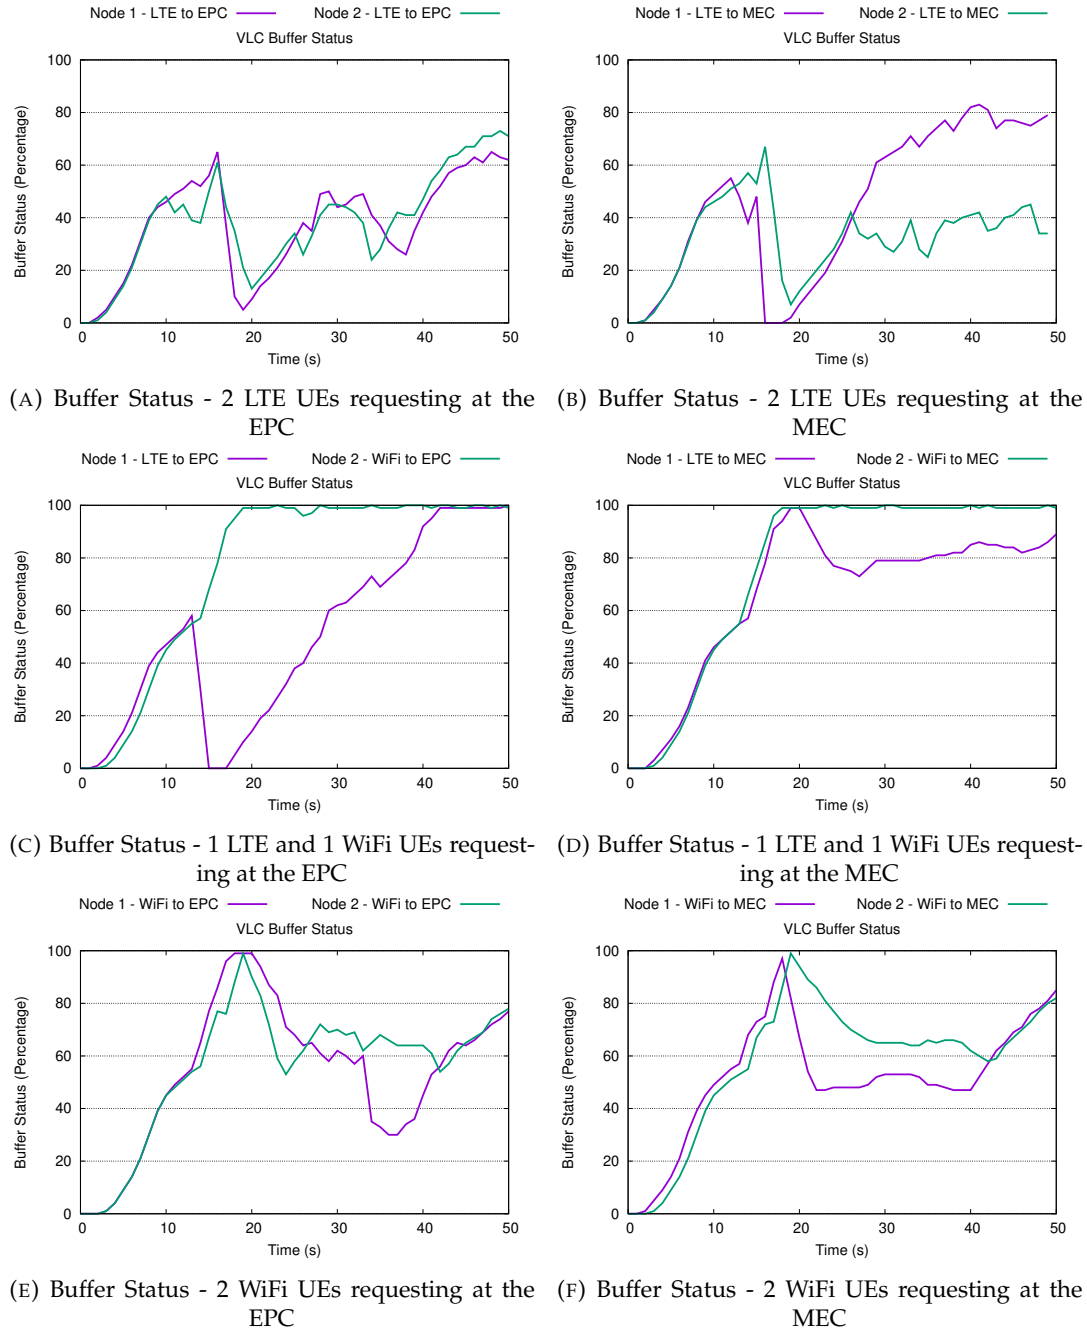 Node 1 - LTE to EPC Node 2 - LTE to EPC
VLC Buffer Status
Buffer Status (Percentage)
100
80
60
40
20
0
0 10 20 30 40 50
Time (s)
(A) Buffer Status - 2 LTE UEs requesting at the
EPC
Node 1 - LTE to MEC Node 2 - LTE to MEC
VLC Buffer Status
Buffer Status (Percentage)
100
80
60
40
20
0
0 10 20 30 40 50
Time (s)
(B) Buffer Status - 2 LTE UEs requesting at the
MEC
Node 1 - LTE to EPC Node 2 - WiFi to EPC
VLC Buffer Status
Buffer Status (Percentage)
100
80
60
40
20
0
0 10 20 30 40 50
Time (s)
(C) Buffer Status - 1 LTE and 1 WiFi UEs request-
ing at the EPC
Node 1 - LTE to MEC Node 2 - WiFi to MEC
VLC Buffer Status
Buffer Status (Percentage)
100
80
60
40
20
0
0 10 20 30 40 50
Time (s)
(D) Buffer Status - 1 LTE and 1 WiFi UEs request-
ing at the MEC
Node 1 - WiFi to EPC Node 2 - WiFi to EPC
VLC Buffer Status
Buffer Status (Percentage)
100
80
60
40
20
0
0 10 20 30 40 50
Time (s)
(E) Buffer Status - 2 WiFi UEs requesting at the
EPC
Node 1 - WiFi to MEC Node 2 - WiFi to MEC
VLC Buffer Status
Buffer Status (Percentage)
100
80
60
40
20
0
0 10 20 30 40 50
Time (s)
(F) Buffer Status - 2 WiFi UEs requesting at the
MEC